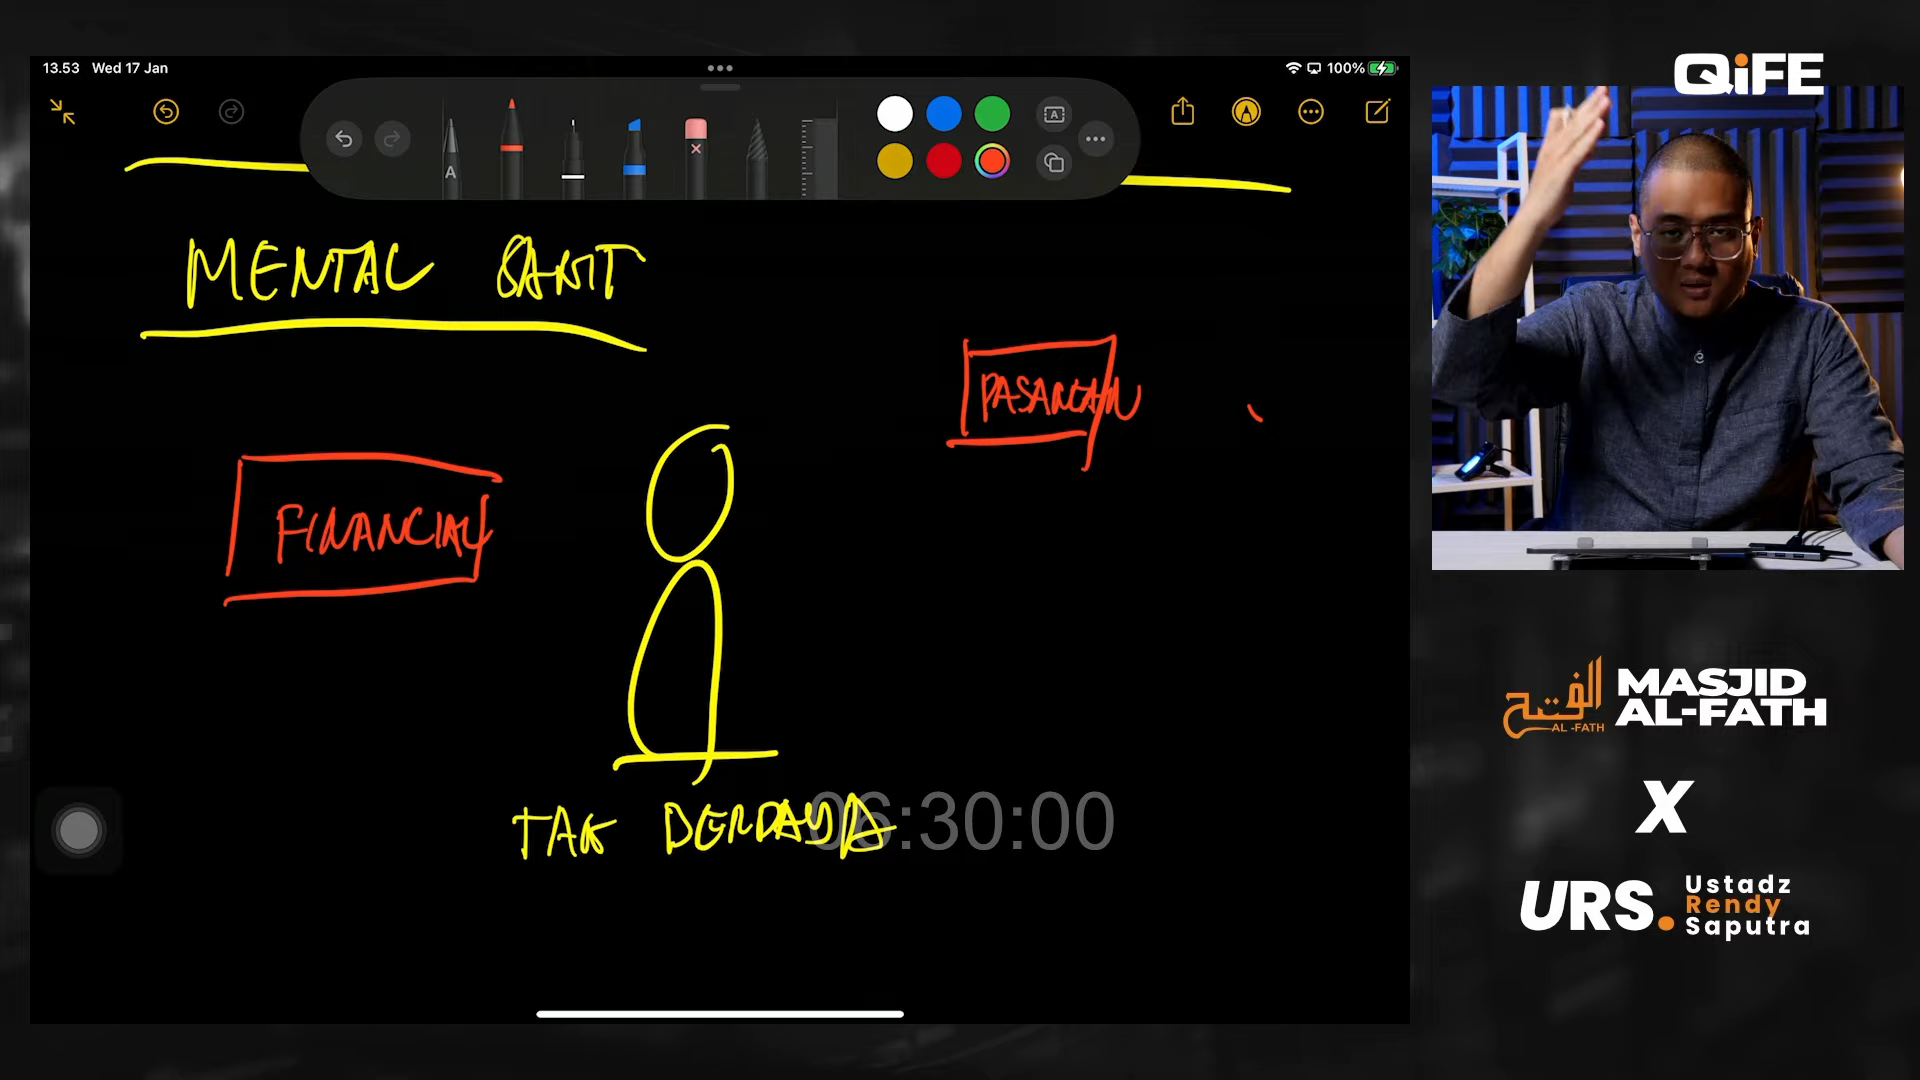 13.53 Wed 17 Jan
100%
QiFE
A
A
MENTAL SAKIT
PASANGAN
FINANCIAL
TAK BERDAYA
06:30:00
الفتح
AL -FATH
MASJID
AL-FATH
X
URS.
Ustadz
Rendy
Saputra